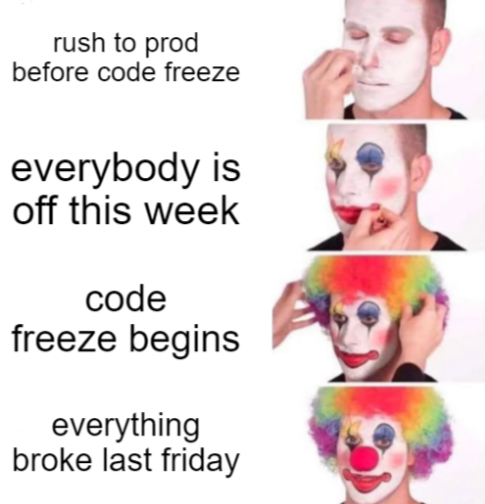 rush to prod
before code freeze
everybody is
off this week
code
freeze begins
everything
broke last friday